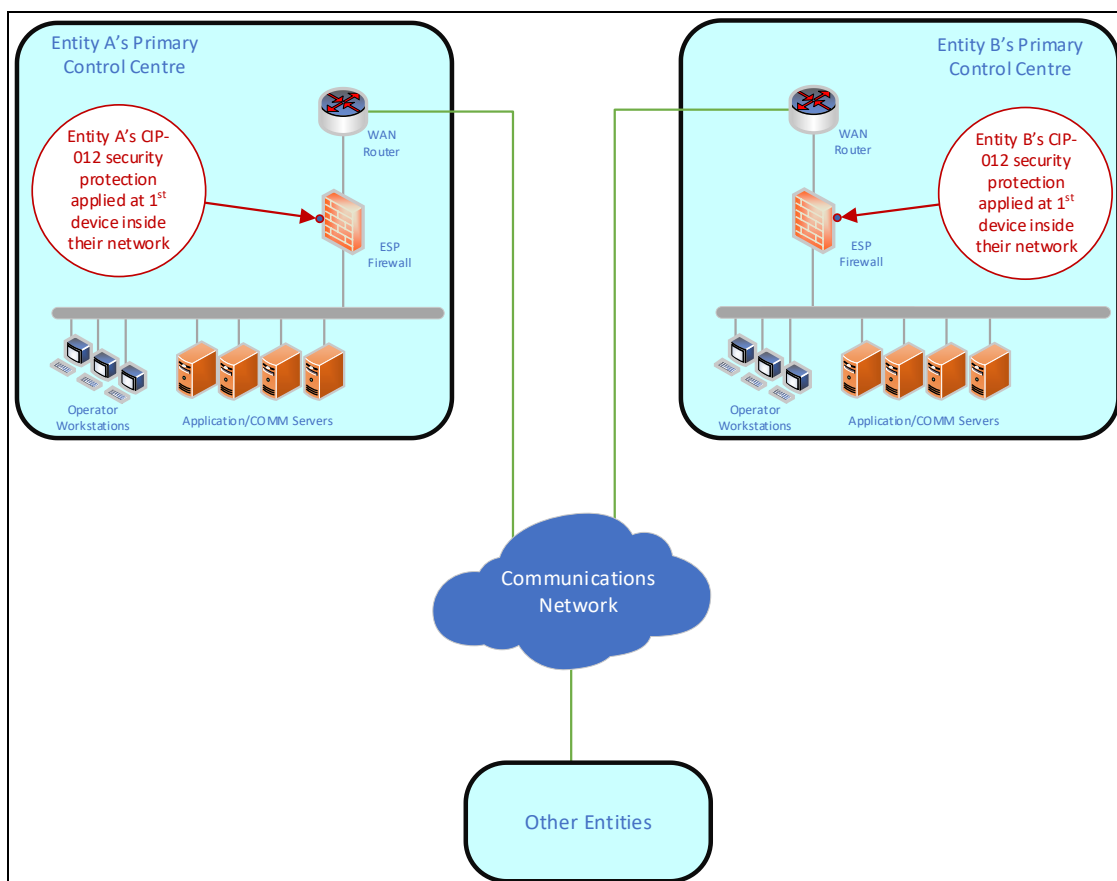 Entity A's Primary
Control Centre
Entity A's CIP-
012 security
protection
applied at 1st
device inside
their network
WAN
Router
ESP
Firewall
Operator
Workstations
Application/COMM Servers
Entity B's Primary
Control Centre
WAN
Router
Entity B's CIP-
012 security
protection
applied at 1st
device inside
their network
ESP
Firewall
Operator
Workstations
Application/COMM Servers
Communications
Network
Other Entities